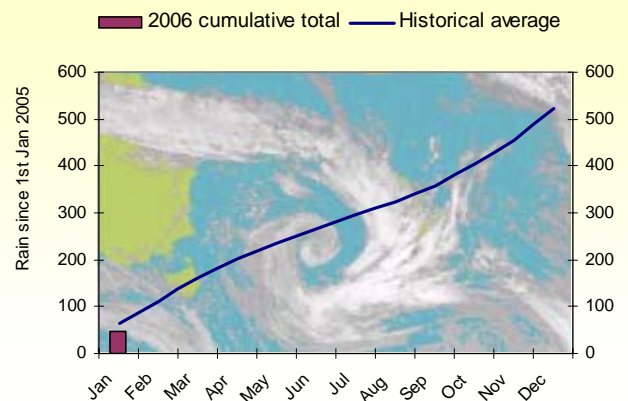 2006 cumulative total Historical average
Rain since 1st Jan 2005
600 600
500 500
400 400
300 300
200 200
100 100
0 0
Jan Feb Mar Apr May Jun Jul Aug Sep Oct Nov Dec